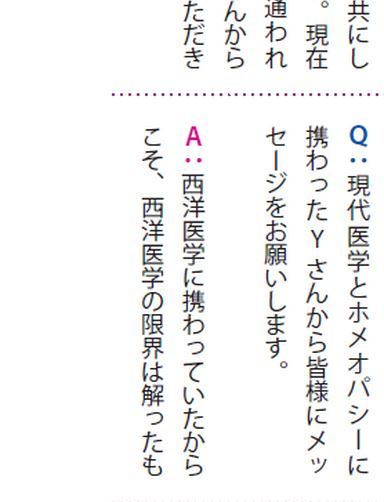 共にし
。現在
通われ
んから
ただき
Q：現代医学とホメオパシーに
携わったYさんから皆様にメッ
セージをお願いします。
A：西洋医学に携わっていたから
こそ、西洋医学の限界は解ったも